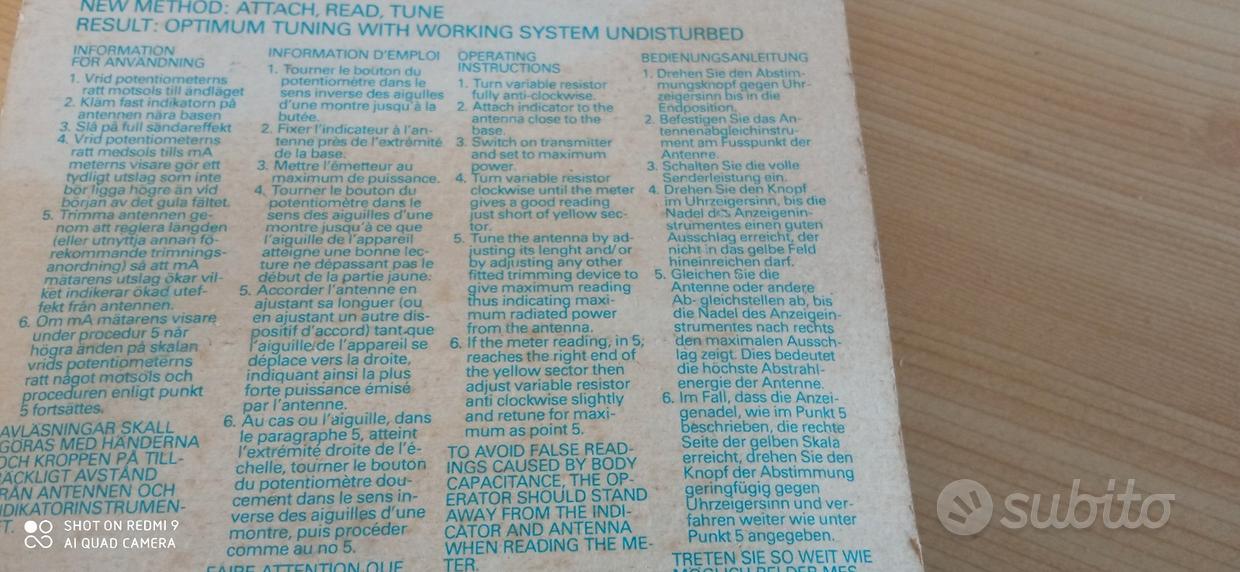 NEW METHOD: ATTACH, READ, TUNE
RESULT: OPTIMUM TUNING WITH WORKING SYSTEM UNDISTURBED
INFORMATION
FÖR ANVÄNDNING
1. Vrid potentiometerns
ratt motsols till ändläget
2. Kläm fast indikatorn på
antennen nära basen
3. Slå på full sändareffekt
4. Vrid potentiometerns
ratt medsols tills mA
meterns visare gör ett
tydligt utslag som inte
bör ligga högre än vid
början av det gula fältet.
5. Trimma antennen ge-
nom att reglera längden
(eller utnyttja annan fö-
rekommande trimnings-
anordning) så att mA
mätarens utslag ökar vil-
ket indikerar ökad utef-
fekt från antennen.
6. Om mA mätarens visare
under procedur 5 når
högra änden på skalan
vrids potentiometerns
ratt något motsols och
proceduren enligt punkt
5 fortsättes.
AVLÄSNINGAR SKALL
GÖRAS MED HÄNDERNA
OCH KROPPEN PÅ TILL-
RÄCKLIGT AVSTÅND
FRÅN ANTENNEN OCH
NDIKATORINSTRUMEN-
T.
INFORMATION D'EMPLOI
1. Tourner le bouton du
potentiomètre dans le
sens inverse des aigulles
d'une montre jusqu'à la
butée.
2. Fixer l'indicateur à l'an-
tenne près de l'extrémité
de la base.
3. Mettre l'émetteur au
maximum de puissance.
4. Tourner le bouton du
potentiomètre dans le
sens des aiguilles d'une
montre jusqu'à ce que
l'aiguille de l'appareil
atteigne une bonne lec-
ture ne dépassant pas le
début de la partie jaune.
5. Accorder l'antenne en
ajustant sa longuer (ou
en ajustant un autre dis-
positif d'accord) tant que
l'aiguille de l'appareil se
déplace vers la droite,
indiquant ainsi la plus
forte puissance émisé
par l'antenne.
6. Au cas ou l'aiguille, dans
le paragraphe 5, atteint
l'extrémité droite de l'é-
chelle, tourner le bouton
du potentiomètre dou-
cement dans le sens in-
verse des aiguilles d'une
montre, puis procéder
comme au no 5.
FAIRE ATTENTION QUE
OPERATING
INSTRUCTIONS
1. Turn variable resistor
fully anti-clockwise.
2. Attach indicator to the
antenna close to the
base.
3. Switch on transmitter
and set to maximum
power.
4. Turn variable resistor
clockwise until the meter
gives a good reading
just short of yellow sec-
tor.
5. Tune the antenna by ad-
justing its lenght and/or
by adjusting any other
fitted trimming device to
give maximum reading
thus indicating maxi-
mum radiated power
from the antenna.
6. If the meter reading, in 5,
reaches the right end of
the yellow sector then
adjust variable resistor
anti clockwise slightly
and retune for maxi-
mum as point 5.
TO AVOID FALSE READ-
INGS CAUSED BY BODY
CAPACITANCE, THE OP-
ERATOR SHOULD STAND
AWAY FROM THE INDI-
CATOR AND ANTENNA
WHEN READING THE ME-
TER.
BEDIENUNGSANLEITUNG
1. Drehen Sie den Abstim-
mungsknopf gegen Uhr-
zeigersinn bis in die
Endposition.
2. Befestigen Sie das An-
tennenabgleichinstru-
ment am Fusspunkt der
Antenne.
3. Schalten Sie die volle
Senderleistung ein.
4. Drehen Sie den Knopf
im Uhrzeigersinn, bis die
Nadel des Anzeigenin-
strumentes einen guten
Ausschlag erreicht, der
nicht in das gelbe Feld
hineinreichen darf.
5. Gleichen Sie die
Antenne oder andere
Ab- gleichstellen ab, bis
die Nadel des Anzeigein-
strumentes nach rechts
den maximalen Aussch-
lag zeigt. Dies bedeutet
die höchste Abstrahl-
energie der Antenne.
6. Im Fall, dass die Anzei-
genadel, wie im Punkt 5
beschrieben, die rechte
Seite der gelben Skala
erreicht, drehen Sie den
Knopf der Abstimmung
geringfügig gegen
Uhrzeigersinn und ver-
fahren weiter wie unter
Punkt 5 angegeben.
TRETEN SIE SO WEIT WIE
MÖGLICH BEI DER MES-
SHOT ON REDMI 9
AI QUAD CAMERA
subito